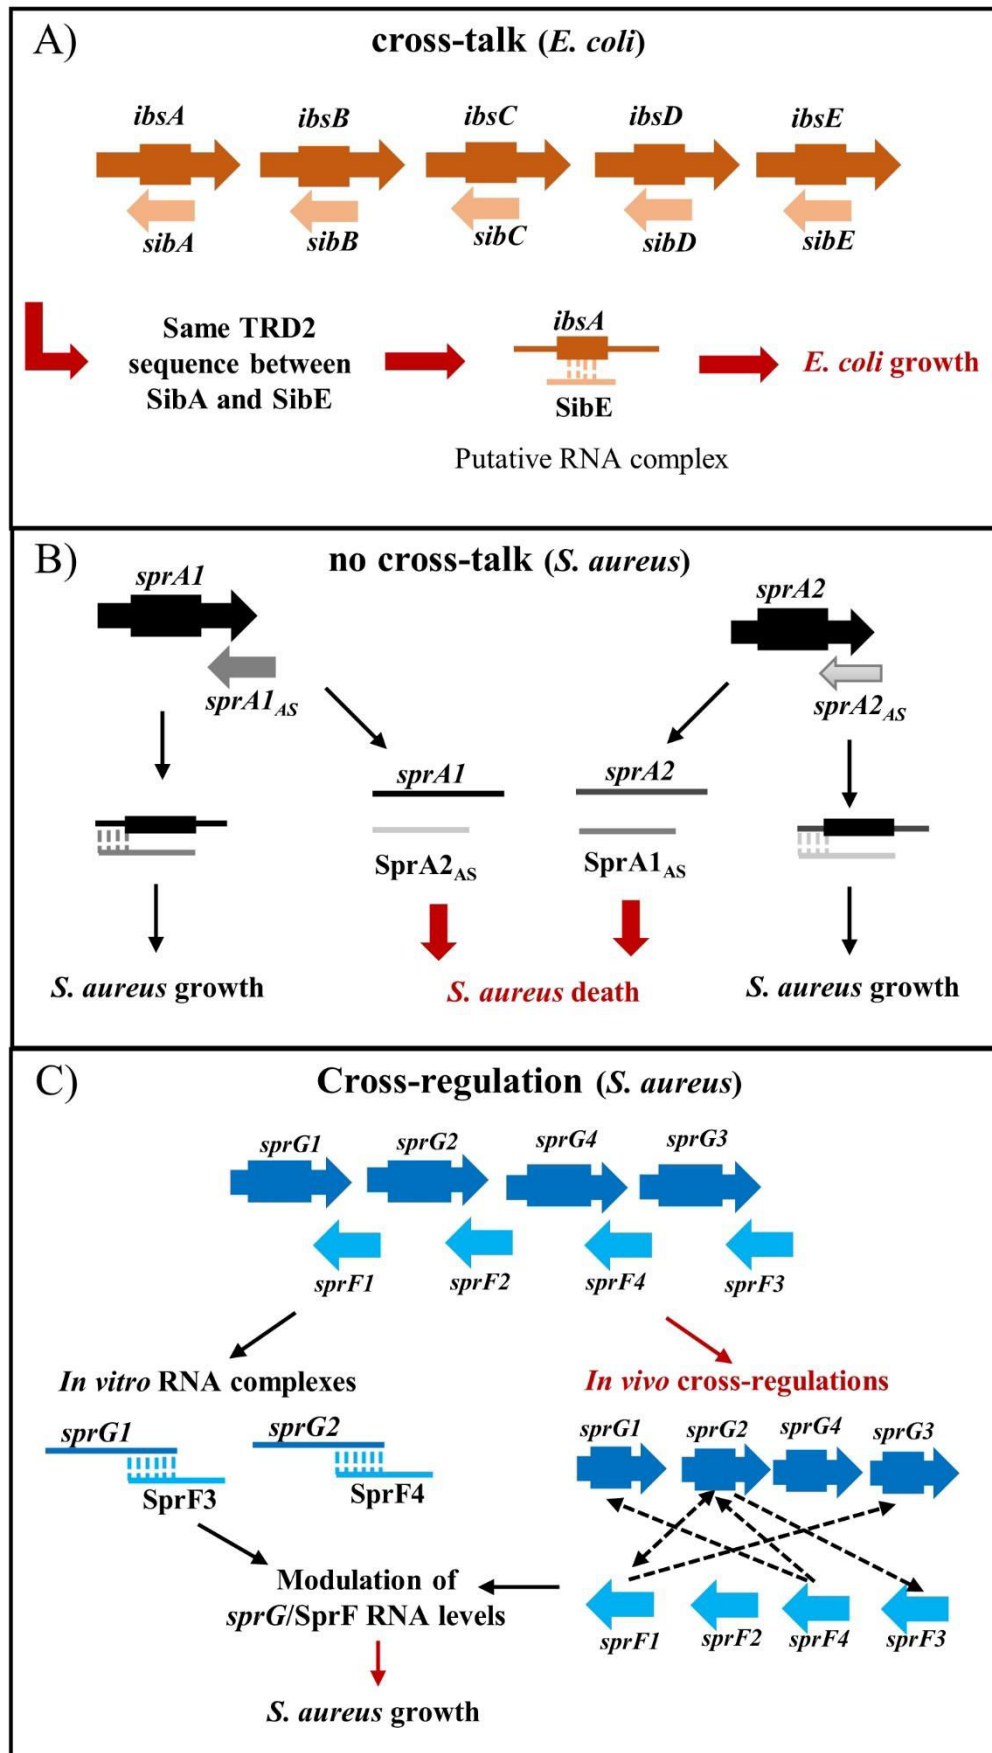 A)
cross-talk (E. coli)
ibsA ibsB ibsC ibsD ibsE
sibA sibB sibC sibD sibE
Same TRD2
sequence between
SibA and SibE
ibsA
SibE
Putative RNA complex
E. coli growth
B)
no cross-talk (S. aureus)
sprA1
sprA1AS
sprA2
sprA2AS
sprA1
SprA2AS
sprA2
SprA1AS
S. aureus growth
S. aureus death
S. aureus growth
C)
Cross-regulation (S. aureus)
sprG1 sprG2 sprG4 sprG3
sprF1 sprF2 sprF4 sprF3
In vitro RNA complexes
sprG1
SprF3
sprG2
SprF4
In vivo cross-regulations
sprG1 sprG2 sprG4 sprG3
sprF1 sprF2 sprF4 sprF3
Modulation of
sprG/SprF RNA levels
S. aureus growth